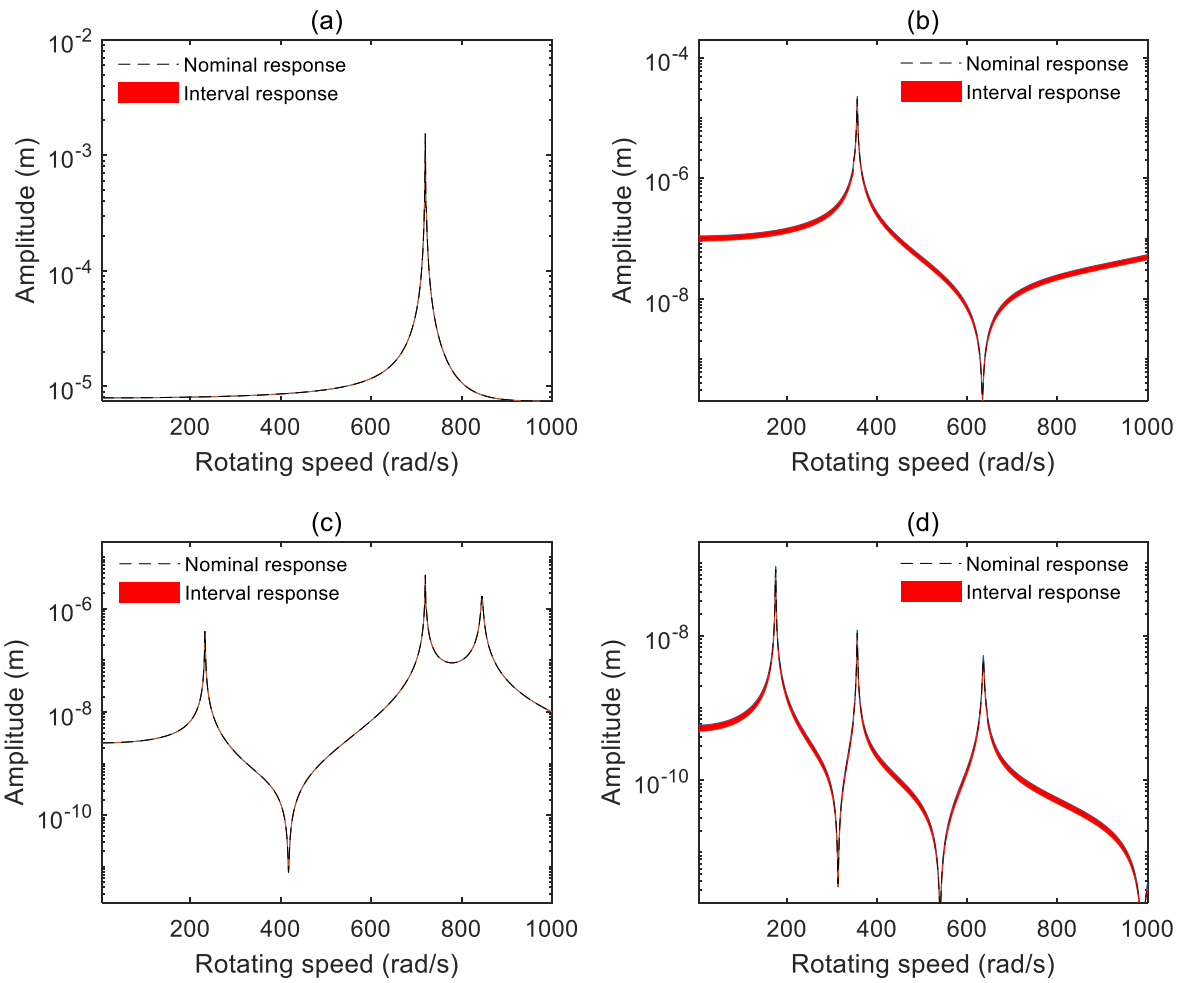 (a)
10-2
Nominal response
Interval response
10-3
Amplitude (m)
10-4
10-5
200 400 600 800 1000
Rotating speed (rad/s)
(b)
10-4
Nominal response
Interval response
Amplitude (m)
10-6
10-8
200 400 600 800 1000
Rotating speed (rad/s)
(c)
Nominal response
Interval response
10-6
Amplitude (m)
10-8
10-10
200 400 600 800 1000
Rotating speed (rad/s)
(d)
Nominal response
Interval response
10-8
Amplitude (m)
10-10
200 400 600 800 1000
Rotating speed (rad/s)